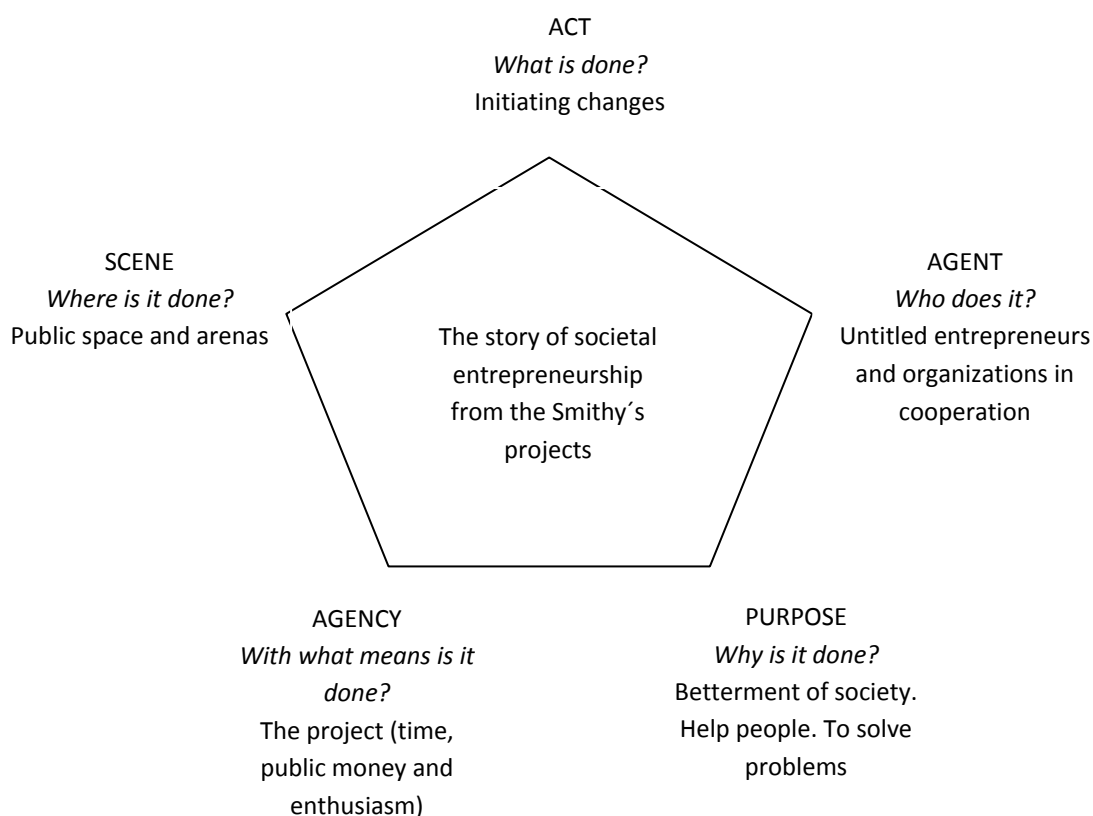 ACT
What is done?
Initiating changes
SCENE
Where is it done?
Public space and arenas
AGENT
Who does it?
Untitled entrepreneurs
and organizations in
cooperation
The story of societal
entrepreneurship
from the Smithy´s
projects
AGENCY
With what means is it
done?
The project (time,
public money and
enthusiasm)
PURPOSE
Why is it done?
Betterment of society.
Help people. To solve
problems